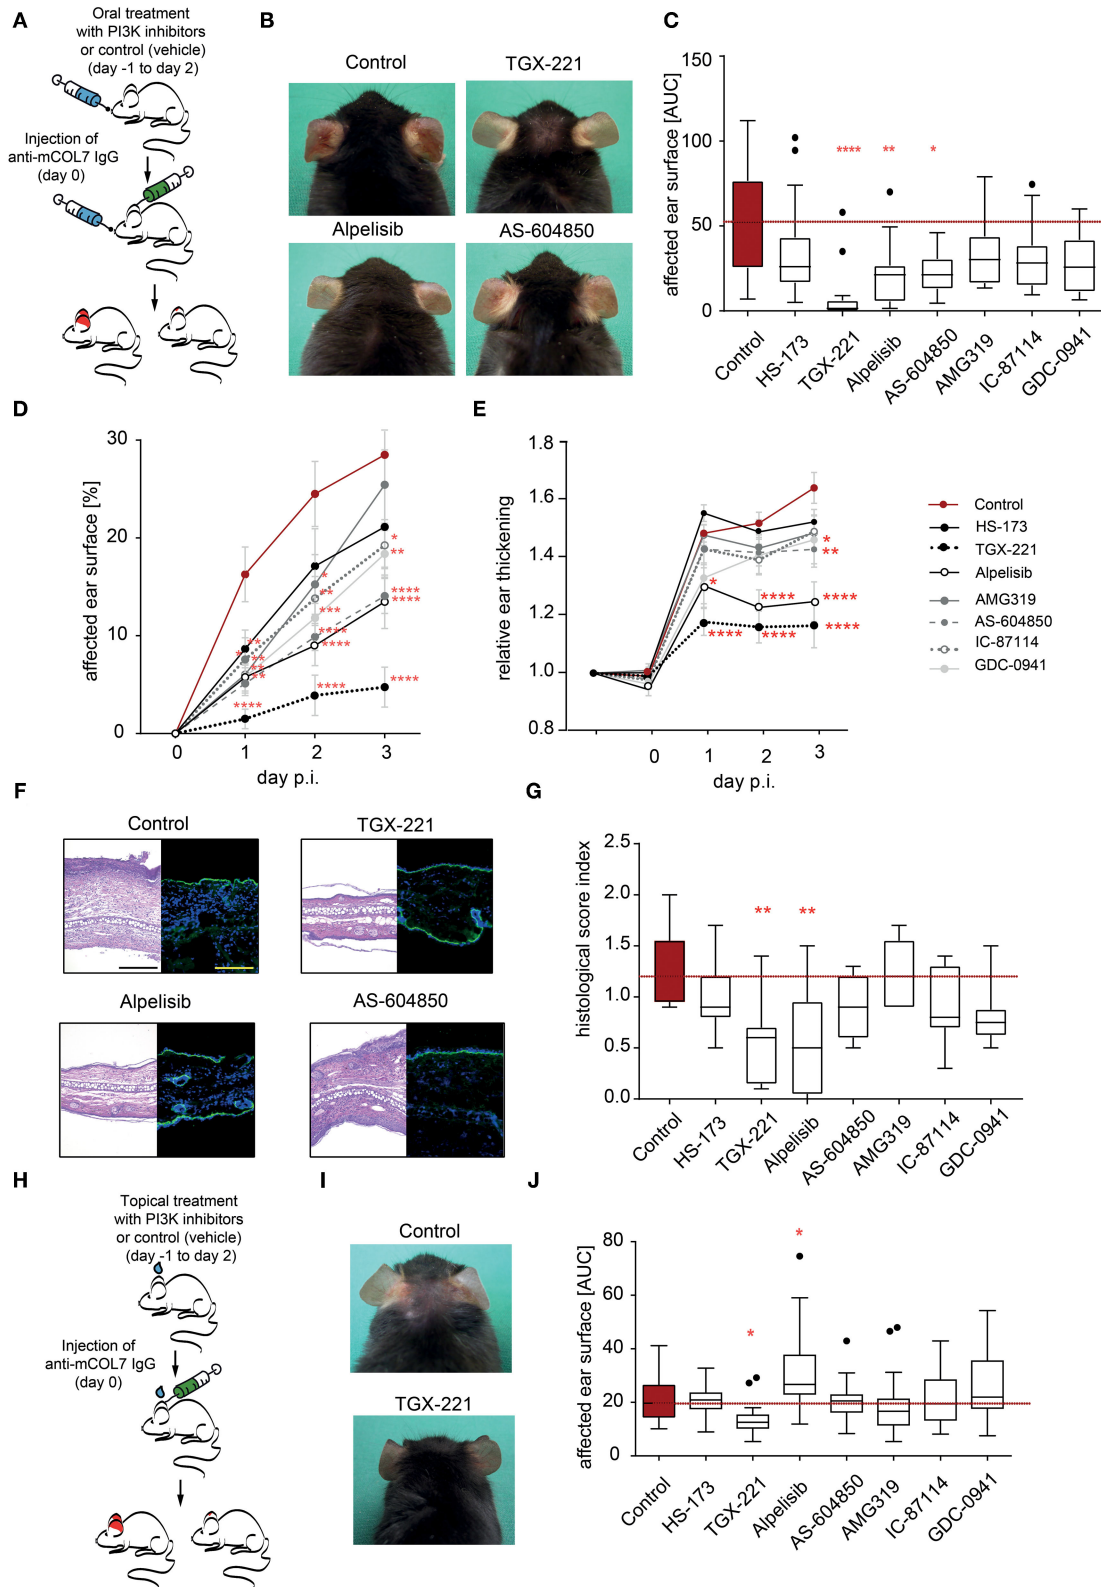 A
Oral treatment
with PI3K inhibitors
or control (vehicle)
(day -1 to day 2)
Injection of
anti-mCOL7 IgG
(day 0)
B
Control
TGX-221
Alpelisib
AS-604850
C
affected ear surface [AUC]
150
100
50
0
****
**
*
Control
HS-173
TGX-221
Alpelisib
AS-604850
AMG319
IC-87114
GDC-0941
D
affected ear surface [%]
30
20
10
0
0
1
2
3
day p.i.
**
*
**
**
**
****
*
**
***
****
****
****
*
**
****
****
****
E
relative ear thickening
1.8
1.6
1.4
1.2
1.0
0.8
0
1
2
3
day p.i.
*
****
****
****
*
**
****
****
Control
HS-173
TGX-221
Alpelisib
AMG319
AS-604850
IC-87114
GDC-0941
F
Control
TGX-221
Alpelisib
AS-604850
G
histological score index
2.5
2.0
1.5
1.0
0.5
0.0
**
**
Control
HS-173
TGX-221
Alpelisib
AS-604850
AMG319
IC-87114
GDC-0941
H
Topical treatment
with PI3K inhibitors
or control (vehicle)
(day -1 to day 2)
Injection of
anti-mCOL7 IgG
(day 0)
I
Control
TGX-221
J
affected ear surface [AUC]
80
60
40
20
0
*
*
Control
HS-173
TGX-221
Alpelisib
AS-604850
AMG319
IC-87114
GDC-0941